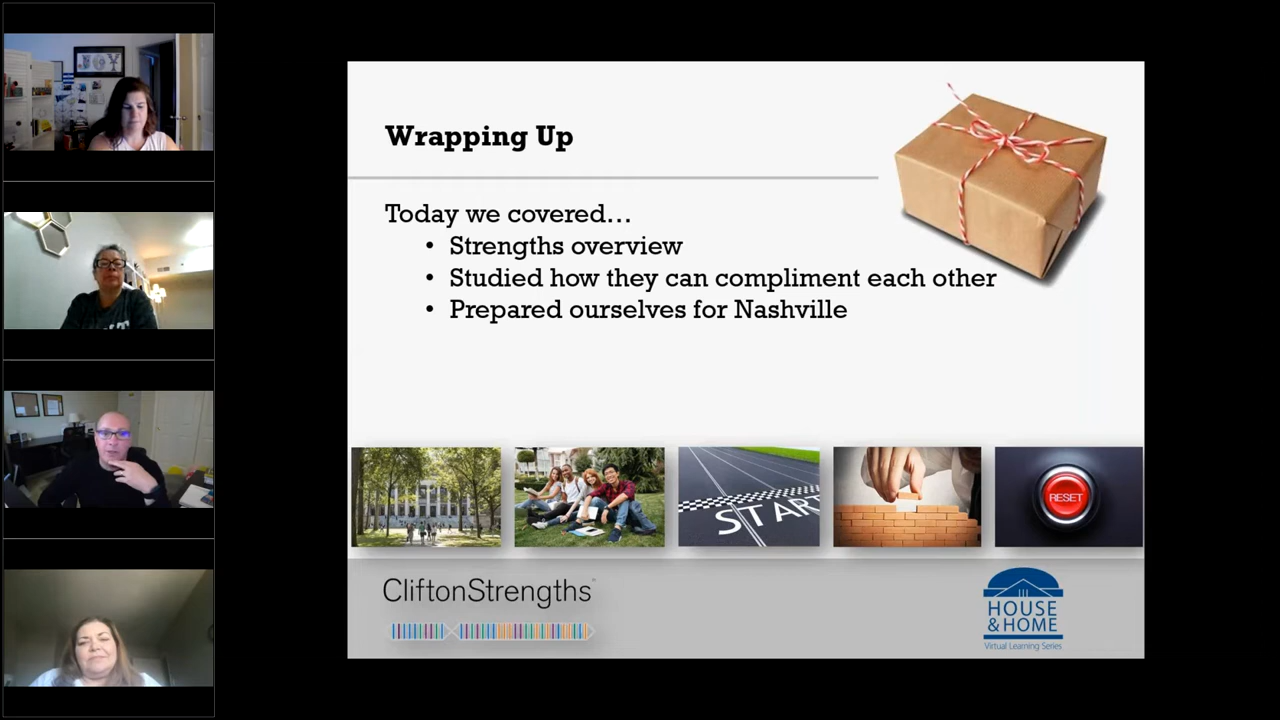 JOY
Wrapping Up
Today we covered...
• Strengths overview
• Studied how they can compliment each other
• Prepared ourselves for Nashville
START
RESET
CliftonStrengths
HOUSE
& HOME
Virtual Learning Series